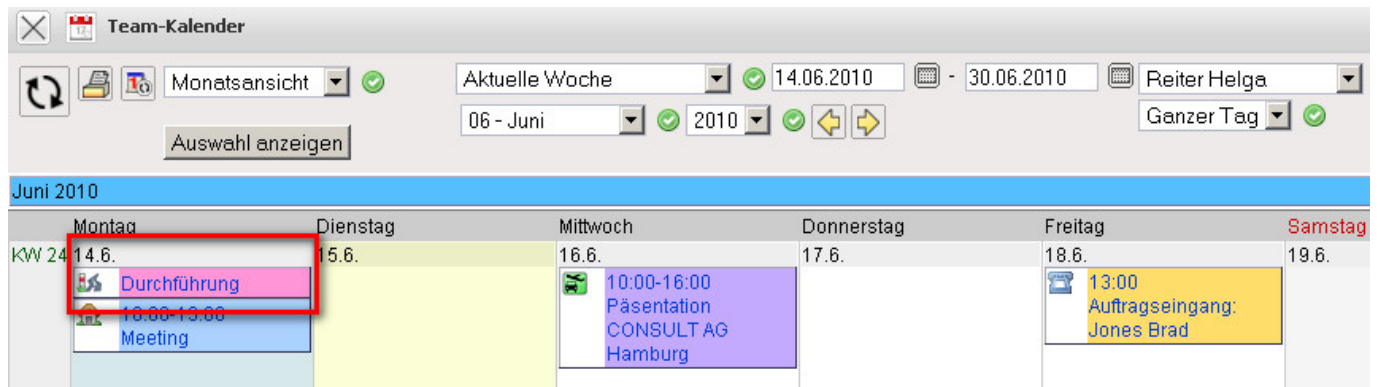 Team-Kalender
Monatsansicht
Aktuelle Woche
14.06.2010 - 30.06.2010
Reiter Helga
06 - Juni
2010
Ganzer Tag
Auswahl anzeigen
Juni 2010
Montag Dienstag Mittwoch Donnerstag Freitag Samstag
KW 24 14.6. 15.6. 16.6. 17.6. 18.6. 19.6.
Durchführung
Meeting
10:00-16:00
Päsentation
CONSULT AG
Hamburg
13:00
Auftragseingang:
Jones Brad